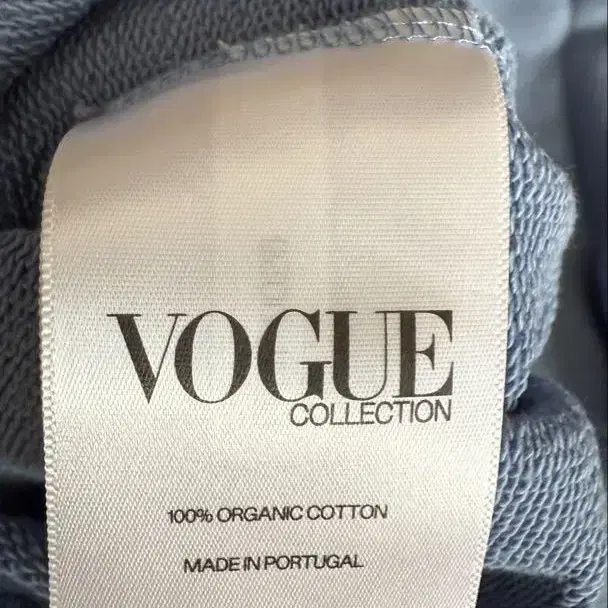 VOGUE
COLLECTION
100% ORGANIC COTTON
MADE IN PORTUGAL